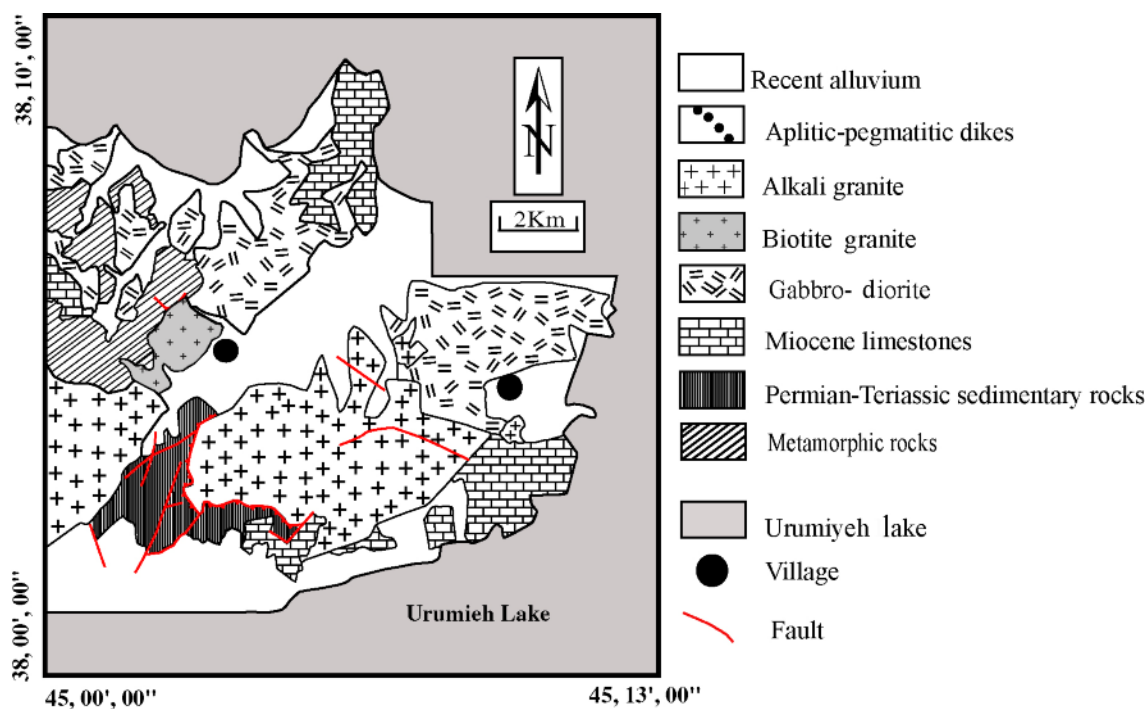 38, 10', 00"
N
2Km
Urumieh Lake
38, 00', 00"
45, 00', 00"
45, 13', 00"
Recent alluvium
Aplitic-pegmatitic dikes
Alkali granite
Biotite granite
Gabbro- diorite
Miocene limestones
Permian-Teriassic sedimentary rocks
Metamorphic rocks
Urumiyeh lake
Village
Fault